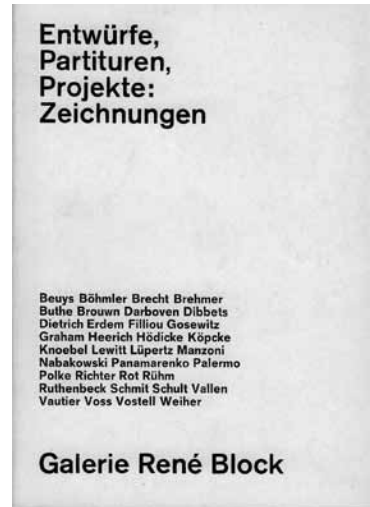 Entwürfe,
Partituren,
Projekte:
Zeichnungen
Beuys Böhmler Brecht Brehmer
Buthe Brouwn Darboven Dibbets
Dietrich Erdem Filliou Gosewitz
Graham Heerich Hödicke Köpcke
Knoebel Lewitt Lüpertz Manzoni
Nabakowski Panamarenko Palermo
Polke Richter Rot Rühm
Ruthenbeck Schmit Schult Vallen
Vautier Voss Vostell Weiher
Galerie René Block